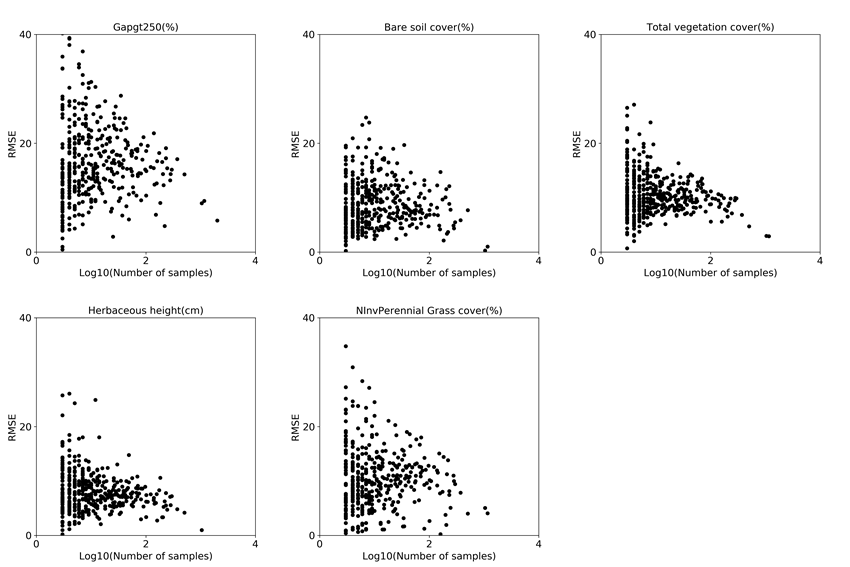 Gapgt250(%)
Bare soil cover(%)
Total vegetation cover(%)
40
20
0
RMSE
0 2 4
Log10(Number of samples)
40
20
0
RMSE
0 2 4
Log10(Number of samples)
40
20
0
RMSE
0 2 4
Log10(Number of samples)
Herbaceous height(cm)
NInvPerennial Grass cover(%)
40
20
0
RMSE
0 2 4
Log10(Number of samples)
40
20
0
RMSE
0 2 4
Log10(Number of samples)